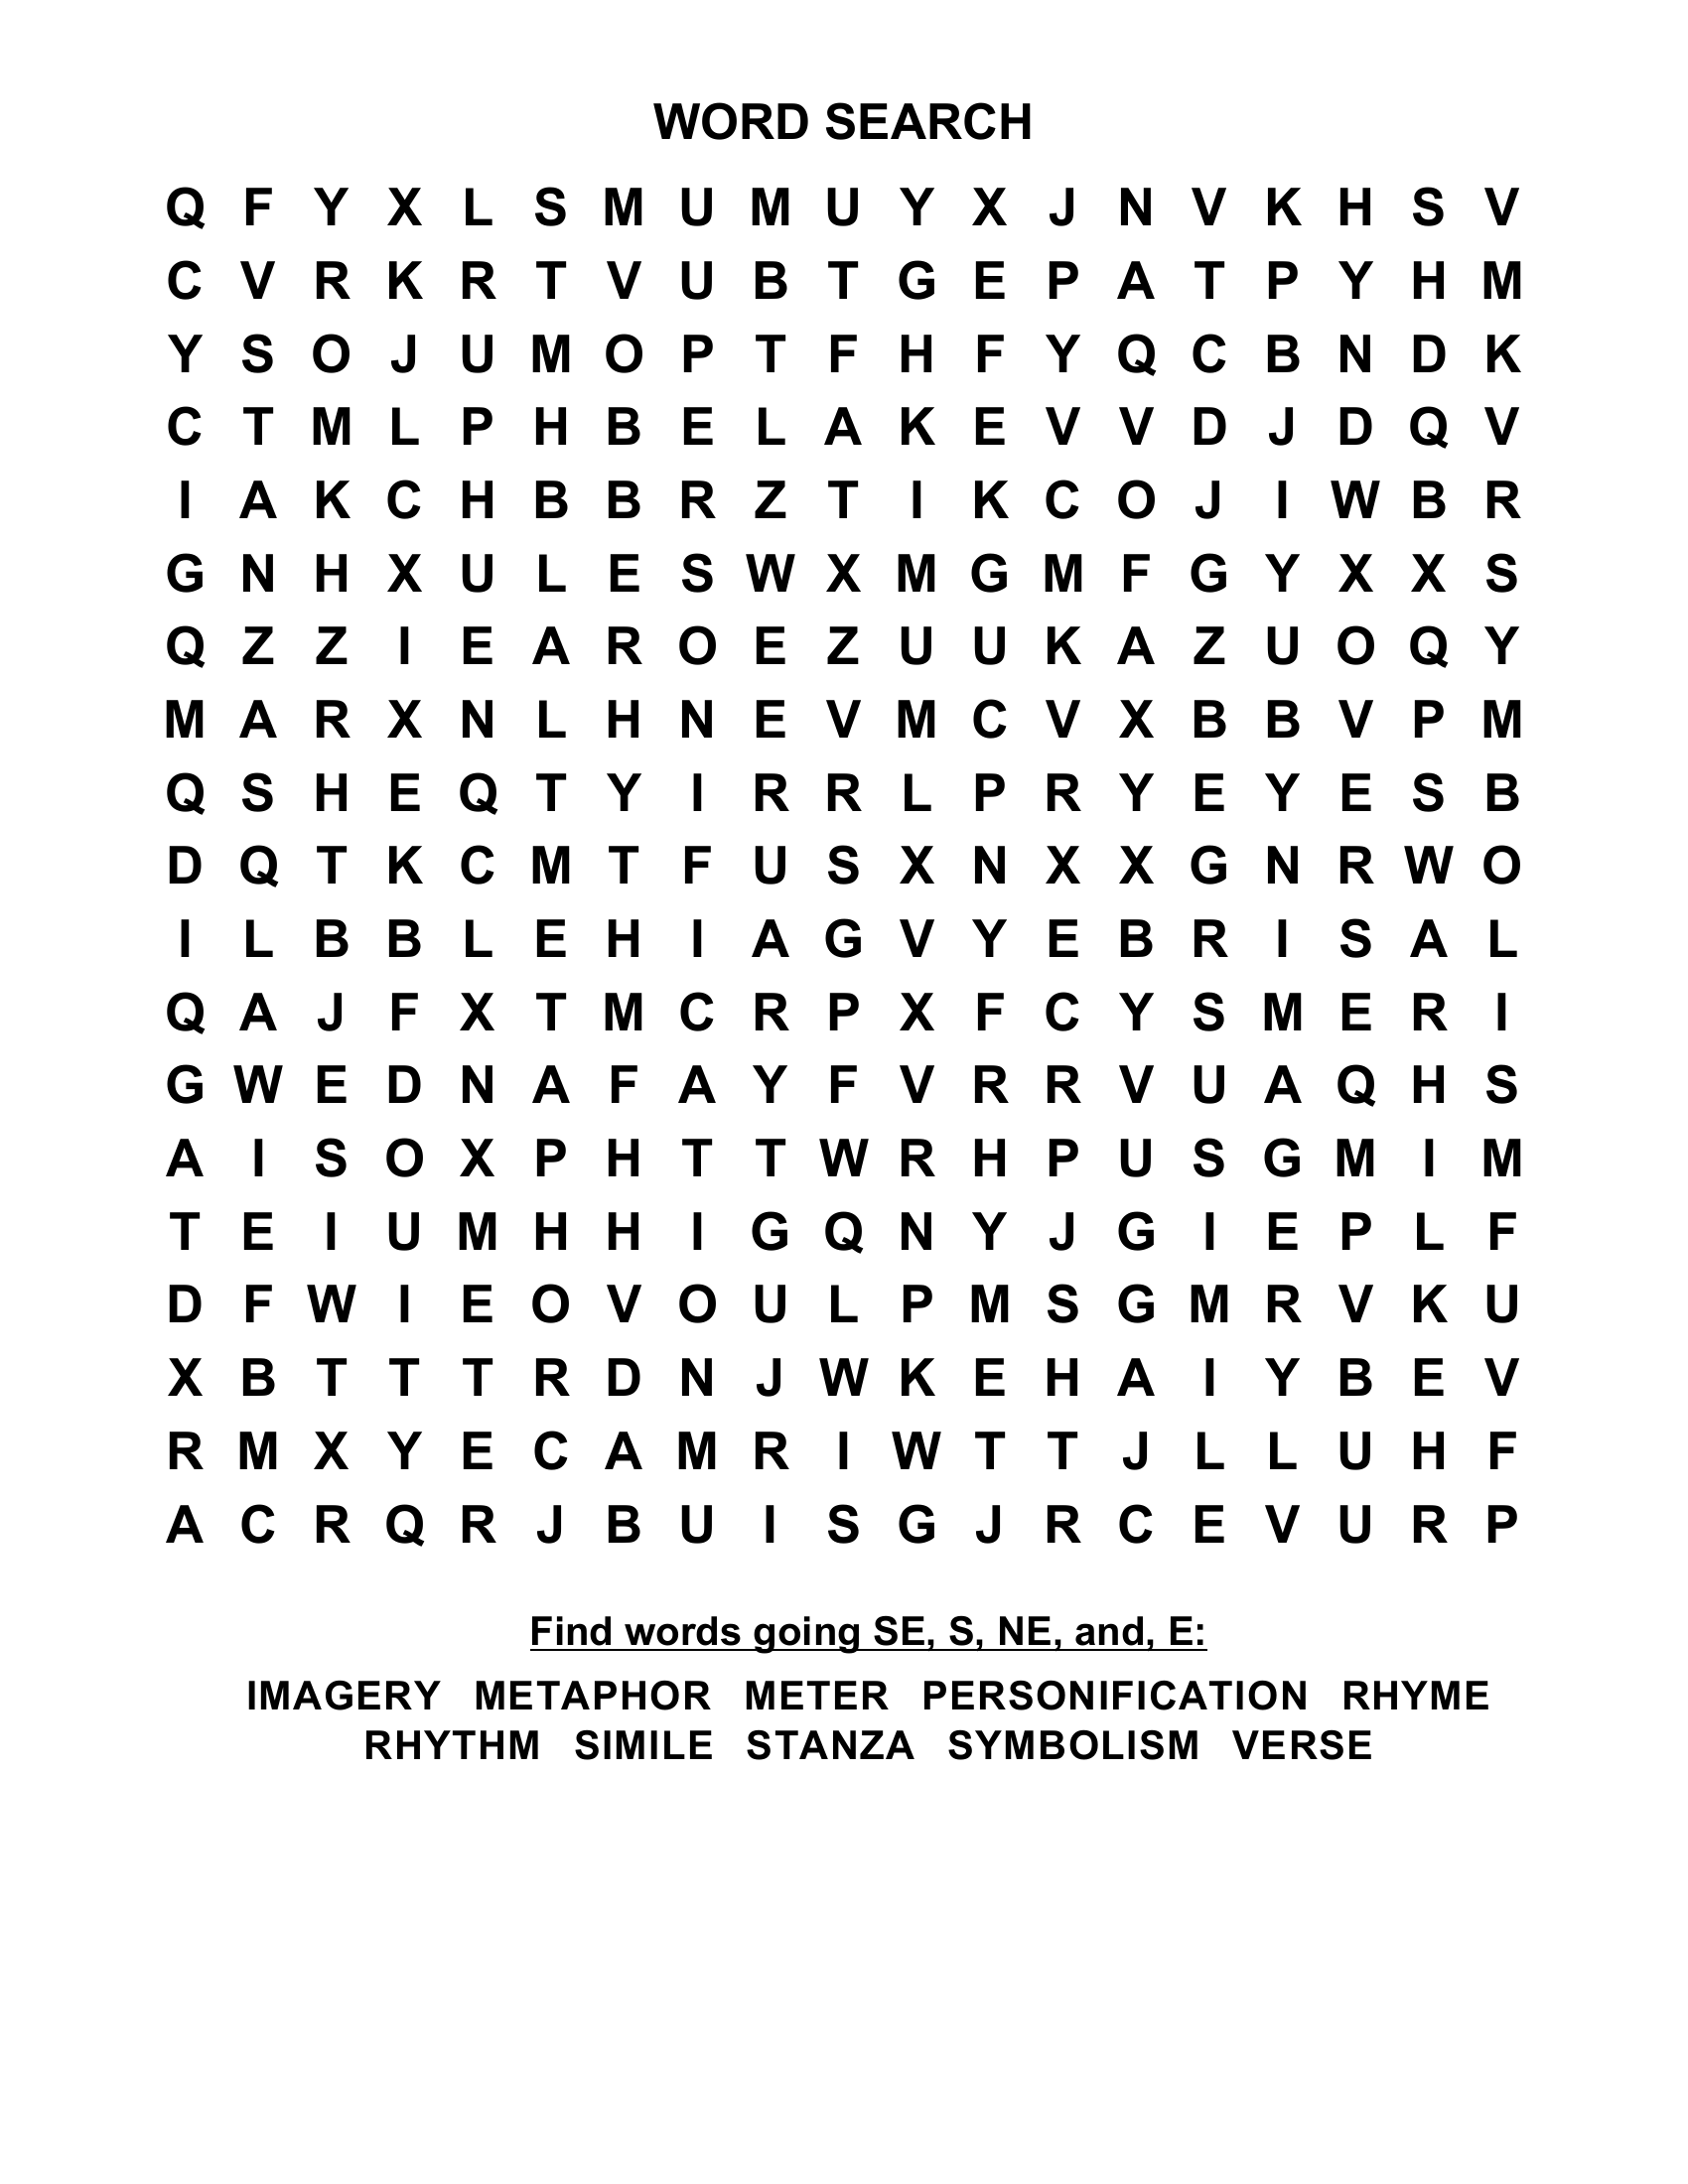 WORD SEARCH
Q F Y X L S M U M U Y X J N V K H S V
C V R K R T V U B T G E P A T P Y H M
Y S O J U M O P T F H F Y Q C B N D K
C T M L P H B E L A K E V V D J D Q V
I A K C H B B R Z T I K C O J I W B R
G N H X U L E S W X M G M F G Y X X S
Q Z Z I E A R O E Z U U K A Z U O Q Y
M A R X N L H N E V M C V X B B V P M
Q S H E Q T Y I R R L P R Y E Y E S B
D Q T K C M T F U S X N X X G N R W O
I L B B L E H I A G V Y E B R I S A L
Q A J F X T M C R P X F C Y S M E R I
G W E D N A F A Y F V R R V U A Q H S
A I S O X P H T T W R H P U S G M I M
T E I U M H H I G Q N Y J G I E P L F
D F W I E O V O U L P M S G M R V K U
X B T T T R D N J W K E H A I Y B E V
R M X Y E C A M R I W T T J L L U H F
A C R Q R J B U I S G J R C E V U R P
Find words going SE, S, NE, and, E:
IMAGERY METAPHOR METER PERSONIFICATION RHYME
RHYTHM SIMILE STANZA SYMBOLISM VERSE